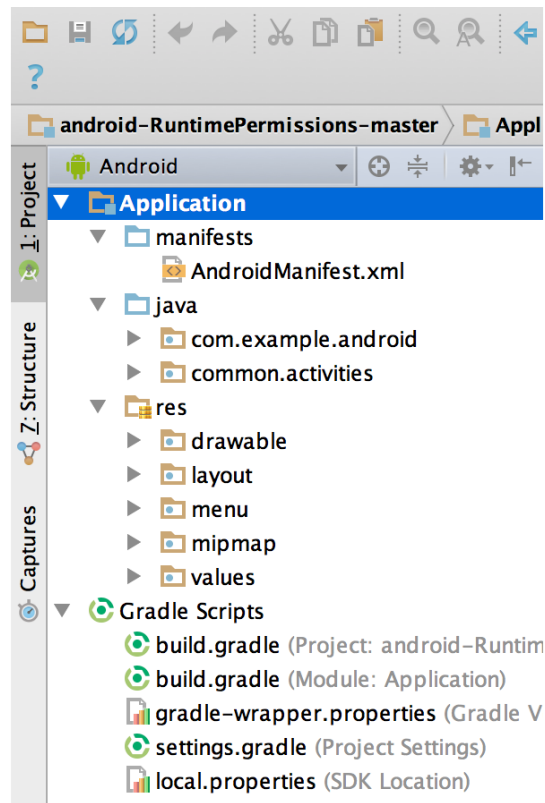 ?
android-RuntimePermissions-master Appl
Android
1: Project
Application
manifests
AndroidManifest.xml
java
com.example.android
common.activities
Z: Structure
res
drawable
layout
menu
mipmap
values
Captures
Gradle Scripts
build.gradle (Project: android-Runtim
build.gradle (Module: Application)
gradle-wrapper.properties (Gradle V
settings.gradle (Project Settings)
local.properties (SDK Location)